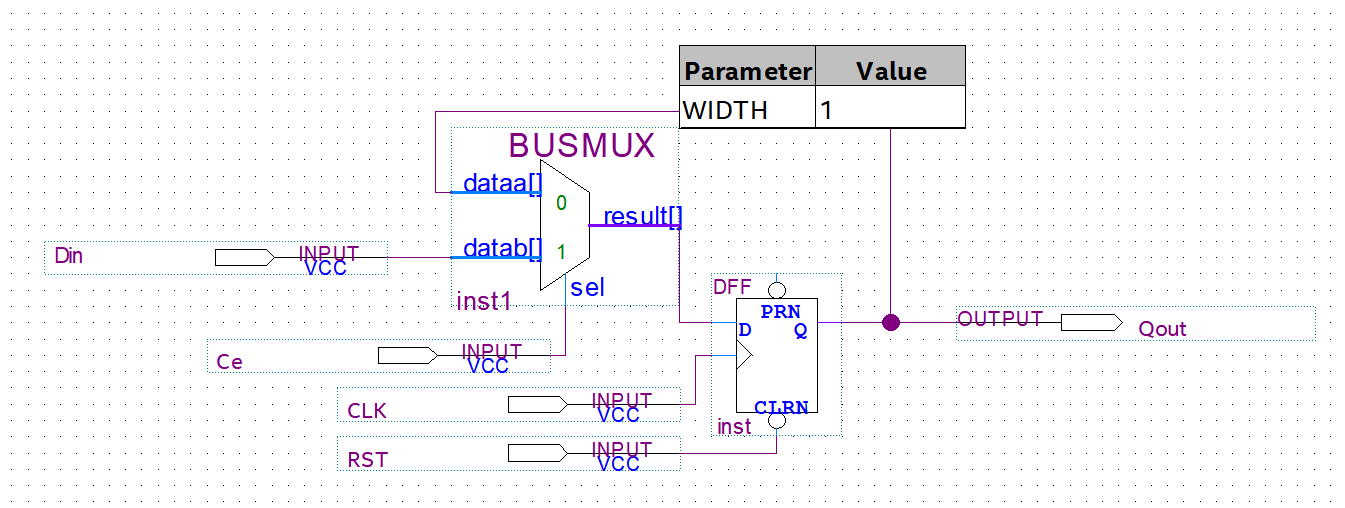 Parameter Value
WIDTH 1
BUSMUX
dataa[]
0
result[]
Din INPUT
VCC
datab[]
1
sel
inst1
DFF
PRN
D Q
OUTPUT Qout
Ce INPUT
VCC
CLK INPUT
VCC
CLRN
inst
RST INPUT
VCC